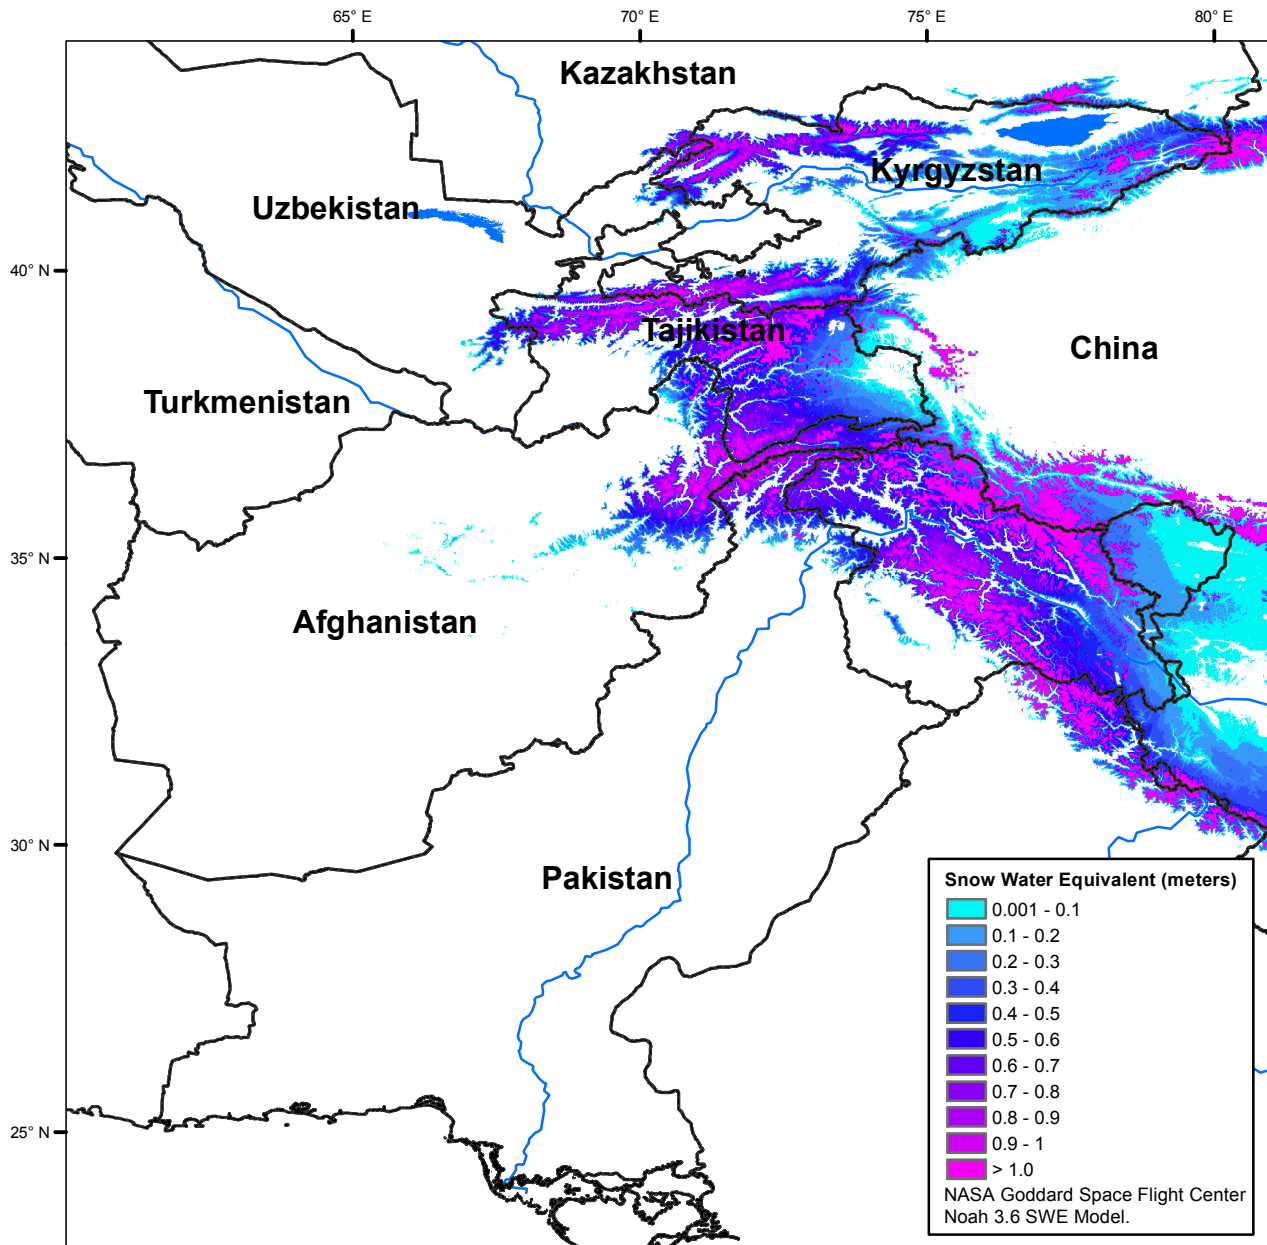 65° E
70° E
75° E
80° E
Kazakhstan
Kyrgyzstan
Uzbekistan
40° N
Tajikistan
China
Turkmenistan
35° N
Afghanistan
30° N
Pakistan
25° N
Snow Water Equivalent (meters)
0.001 - 0.1
0.1 - 0.2
0.2 - 0.3
0.3 - 0.4
0.4 - 0.5
0.5 - 0.6
0.6 - 0.7
0.7 - 0.8
0.8 - 0.9
0.9 - 1
> 1.0
NASA Goddard Space Flight Center
Noah 3.6 SWE Model.